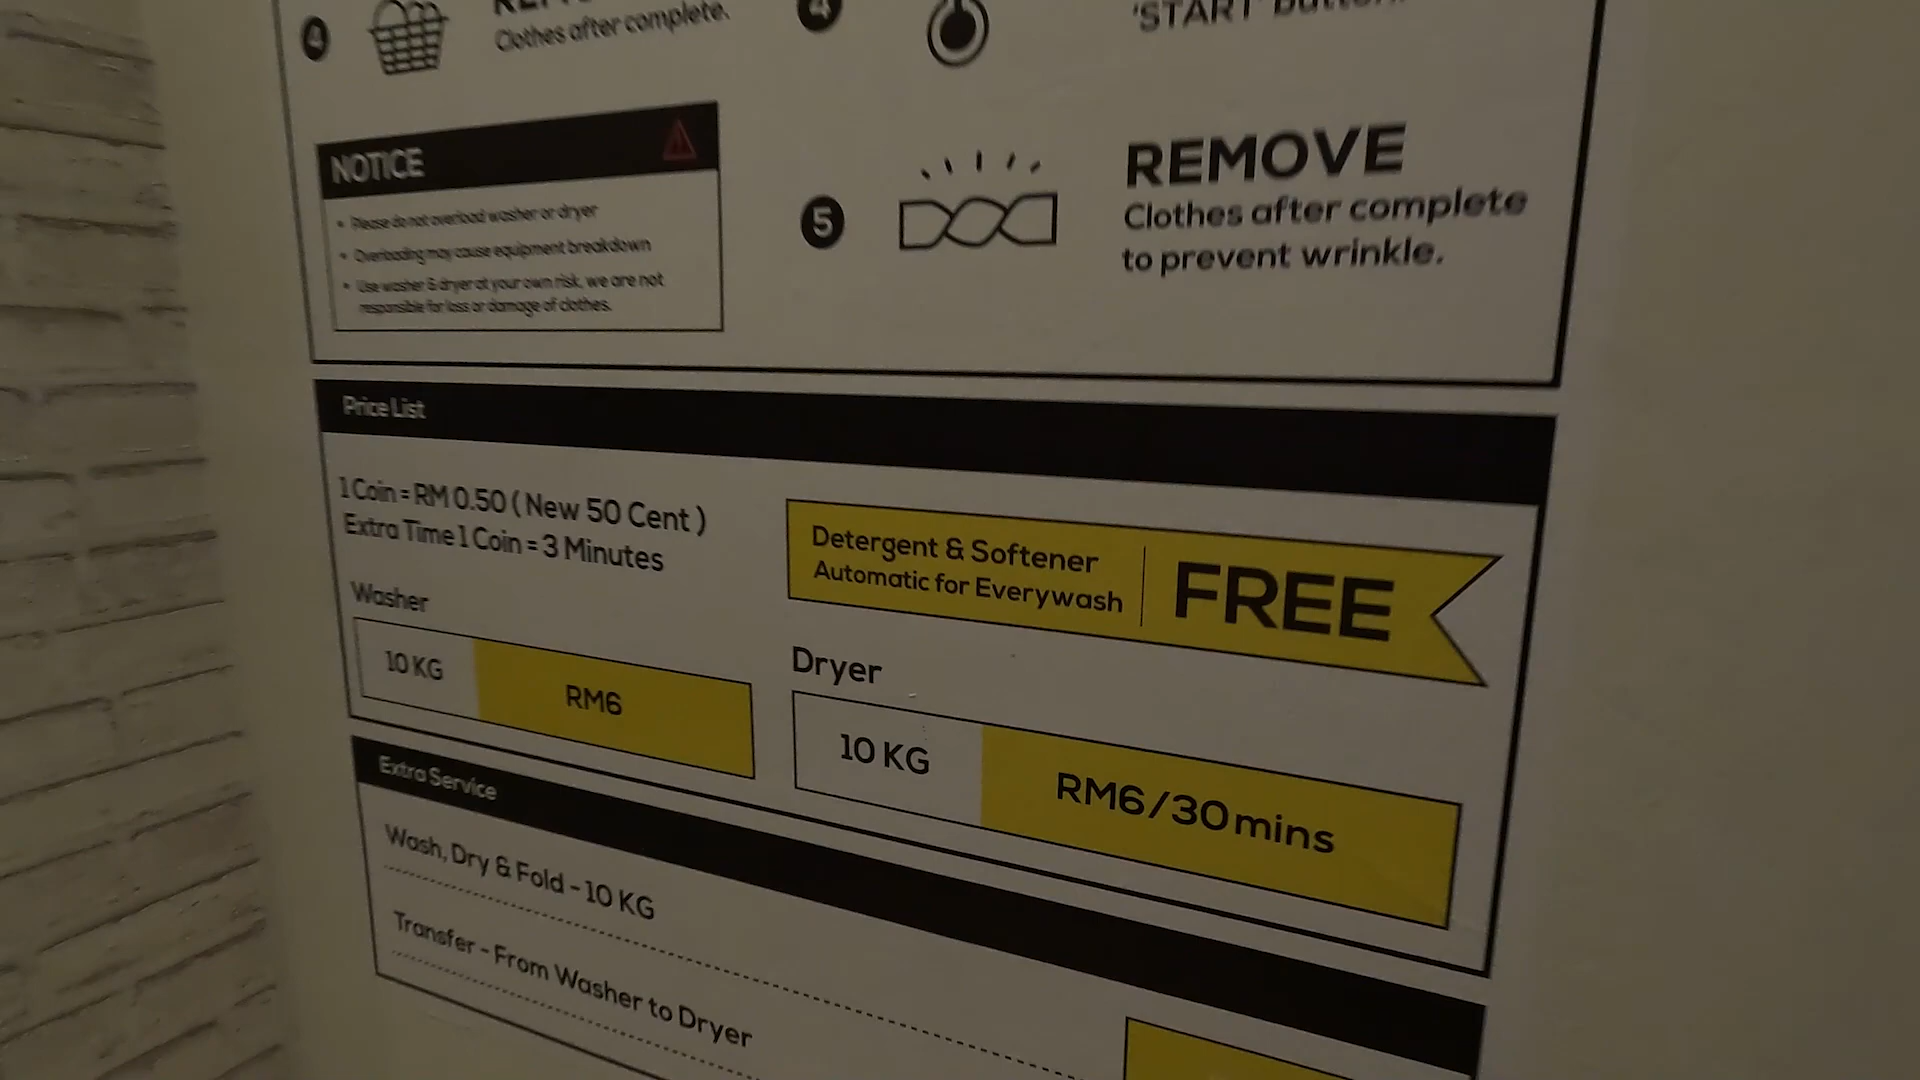 4
Clothes after complete.
4
'START' Button.
NOTICE
• Please do not overload washer or dryer
• Overloading may cause equipment breakdown
• Use washer & dryer at your own risk, we are not
responsible for loss or damage of clothes.
5
REMOVE
Clothes after complete
to prevent wrinkle.
Price List
1 Coin = RM 0.50 ( New 50 Cent )
Extra Time 1 Coin = 3 Minutes
Detergent & Softener
Automatic for Everywash
FREE
Washer
10 KG
RM6
Dryer
10 KG
RM6/30mins
Extra Service
Wash, Dry & Fold - 10 KG
Transfer - From Washer to Dryer